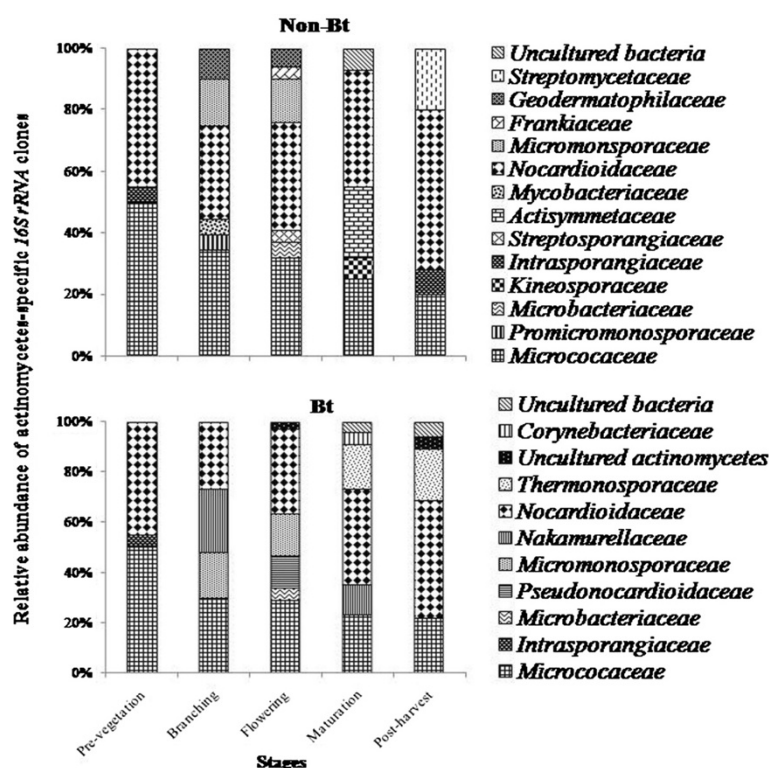 Non-Bt
100%
80%
60%
40%
20%
0%
Uncultured bacteria
Streptomycetaceae
Geodermatophilaceae
Frankiaceae
Micromonsporaceae
Nocardioidaceae
Mycobacteriaceae
Actisymmetaceae
Streptosporangiaceae
Intrasporangiaceae
Kineosporaceae
Microbacteriaceae
Promicromonosporaceae
Micrococaceae
Relative abundance of actinomycetes-specific 16S rRNA clones
Bt
100%
80%
60%
40%
20%
0%
Uncultured bacteria
Corynebacteriaceae
Uncultured actinomycetes
Thermonosporaceae
Nocardioidaceae
Nakamurellaceae
Micromonosporaceae
Pseudonocardioidaceae
Microbacteriaceae
Intrasporangiaceae
Micrococaceae
Pre-vegetation
Branching
Flowering
Maturation
Post-harvest
Stages